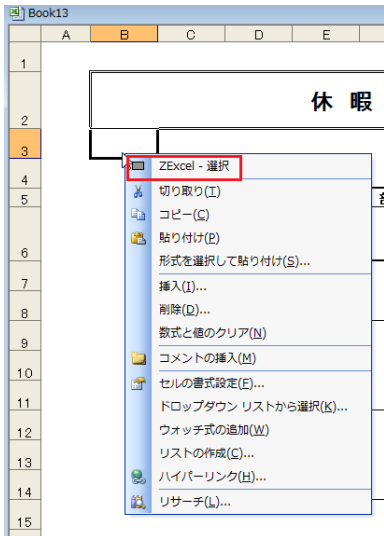 Book13
A B C D E
1
休 暇
2
3
ZExcel - 選択
4
切り取り(T)
5
コピー(C)
貼り付け(P)
6
形式を選択して貼り付け(S)...
7
挿入(I)...
8
削除(D)...
数式と値のクリア(N)
9
コメントの挿入(M)
10
セルの書式設定(F)...
11
ドロップダウン リストから選択(K)...
12
ウォッチ式の追加(W)
リストの作成(C)...
13
ハイパーリンク(H)...
14
リサーチ(L)...
15